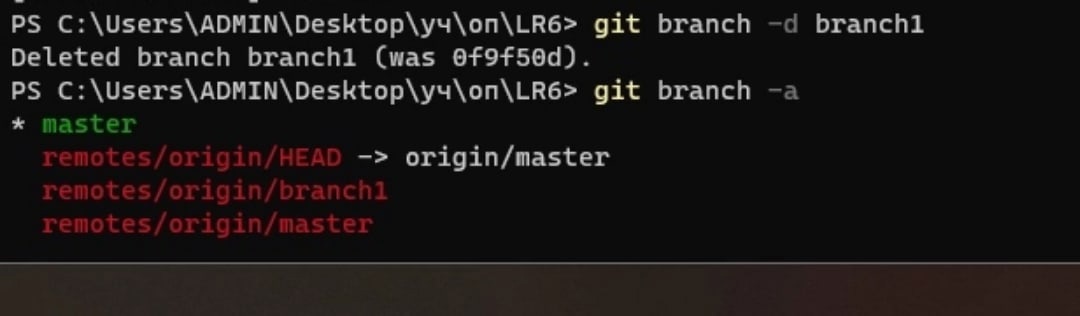 PS C:\Users\ADMIN\Desktop\уч\оп\LR6> git branch -d branch1
Deleted branch branch1 (was 0f9f50d).
PS C:\Users\ADMIN\Desktop\уч\оп\LR6> git branch -a
* master
  remotes/origin/HEAD -> origin/master
  remotes/origin/branch1
  remotes/origin/master